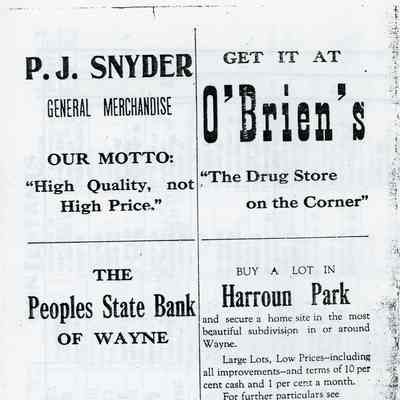 P. J. SNYDER
GENERAL MERCHANDISE
OUR MOTTO:
"High Quality, not
High Price."
GET IT AT
O'Brien's
"The Drug Store
on the Corner"
THE
Peoples State Bank
OF WAYNE
BUY A LOT IN
Harroun Park
and secure a home site in the most
beautiful subdivision in or around
Wayne.
Large Lots, Low Prices—including
all improvements—and terms of 10 per
cent cash and 1 per cent a month.
For further particulars see